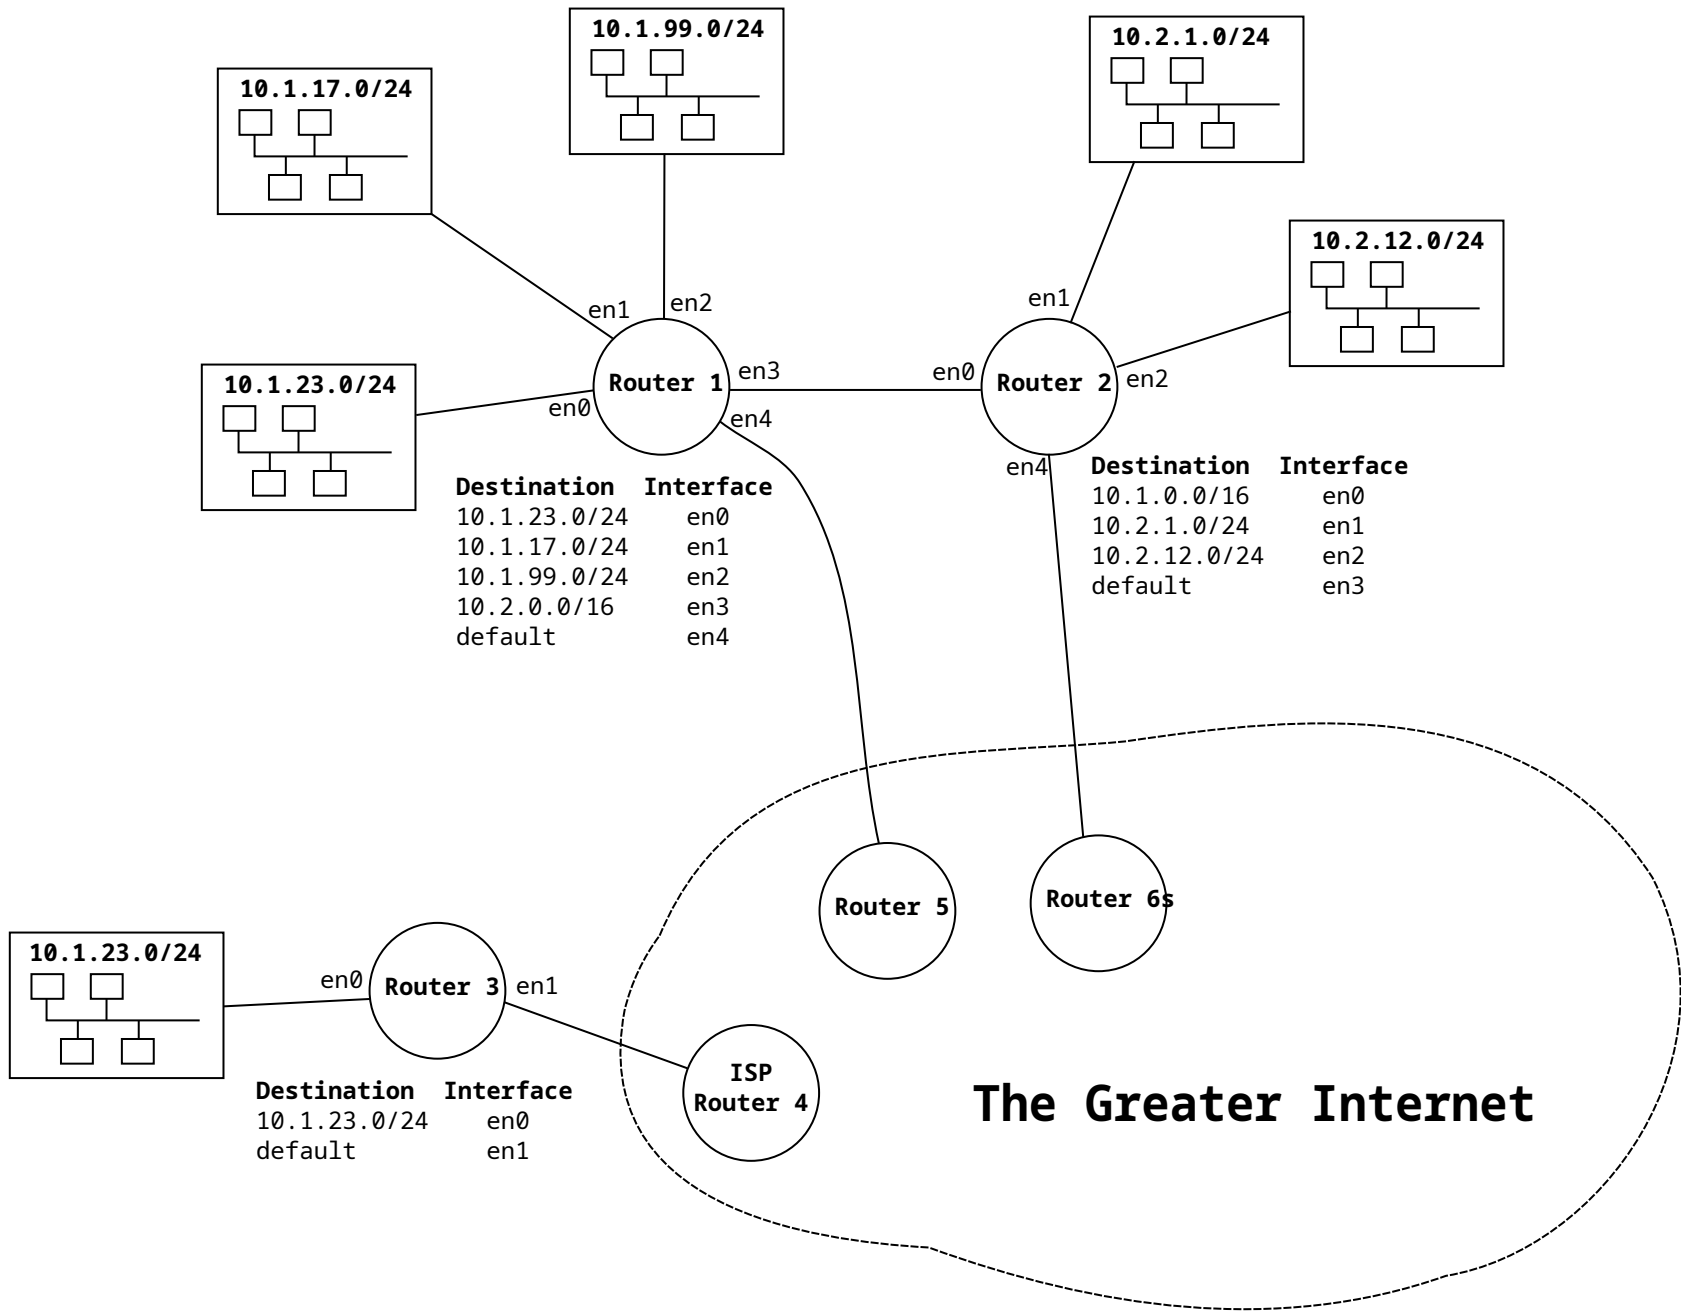 10.1.99.0/24
10.2.1.0/24
10.1.17.0/24
10.2.12.0/24
en1
en2
en1
10.1.23.0/24
en0
Router 1
en3
en4
en0
Router 2
en2
en4
Destination Interface
10.1.23.0/24 en0
10.1.17.0/24 en1
10.1.99.0/24 en2
10.2.0.0/16 en3
default en4
Destination Interface
10.1.0.0/16 en0
10.2.1.0/24 en1
10.2.12.0/24 en2
default en3
Router 5
Router 6s
10.1.23.0/24
en0
Router 3
en1
Destination Interface
10.1.23.0/24 en0
default en1
ISP
Router 4
The Greater Internet